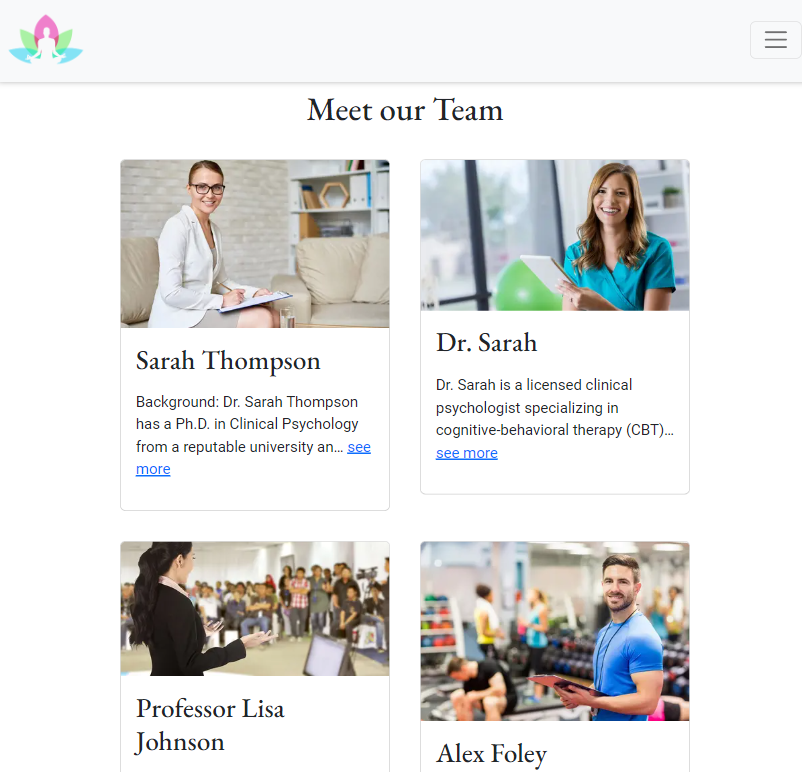 Meet our Team
Sarah Thompson
Background: Dr. Sarah Thompson
has a Ph.D. in Clinical Psychology
from a reputable university an... see
more
Dr. Sarah
Dr. Sarah is a licensed clinical
psychologist specializing in
cognitive-behavioral therapy (CBT)...
see more
Professor Lisa
Johnson
Alex Foley